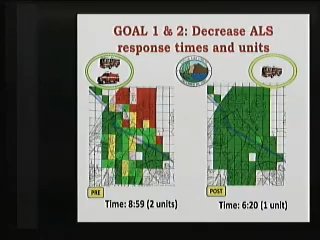 GOAL 1 & 2: Decrease ALS
response times and units
PRE
POST
Time: 8:59 (2 units)
Time: 6:20 (1 unit)